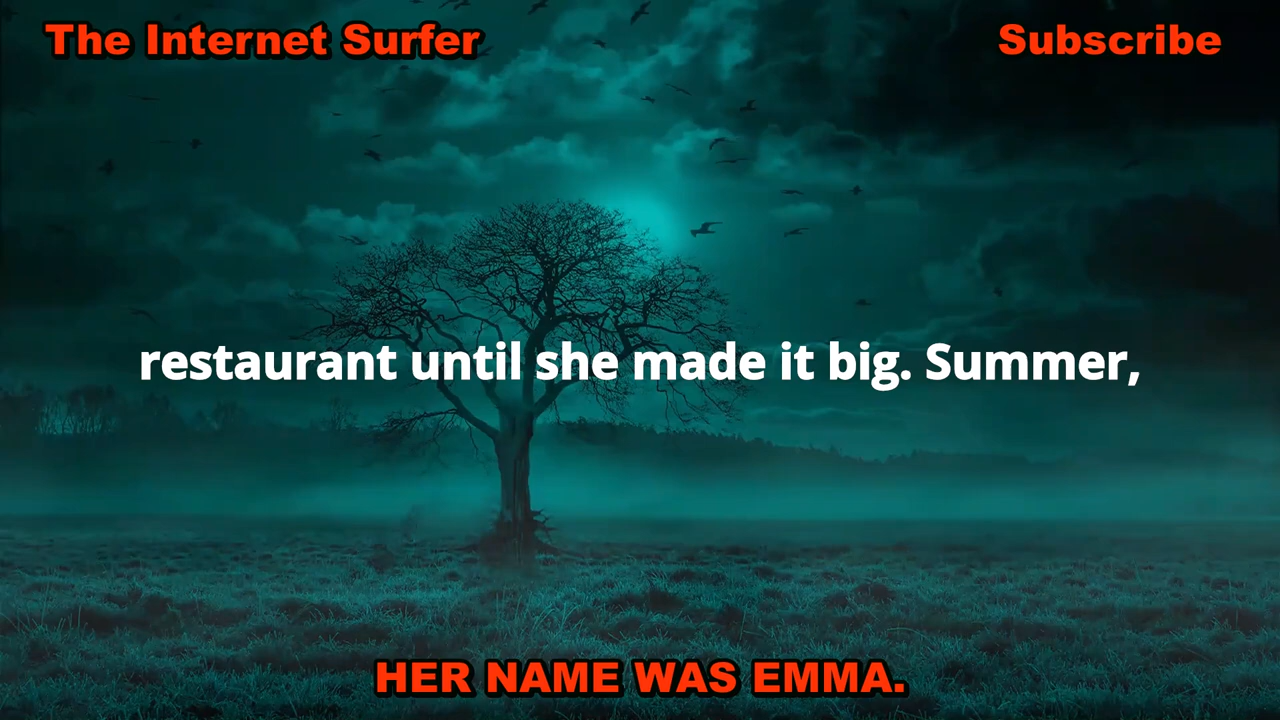 The Internet Surfer
Subscribe
restaurant until she made it big. Summer,
HER NAME WAS EMMA.